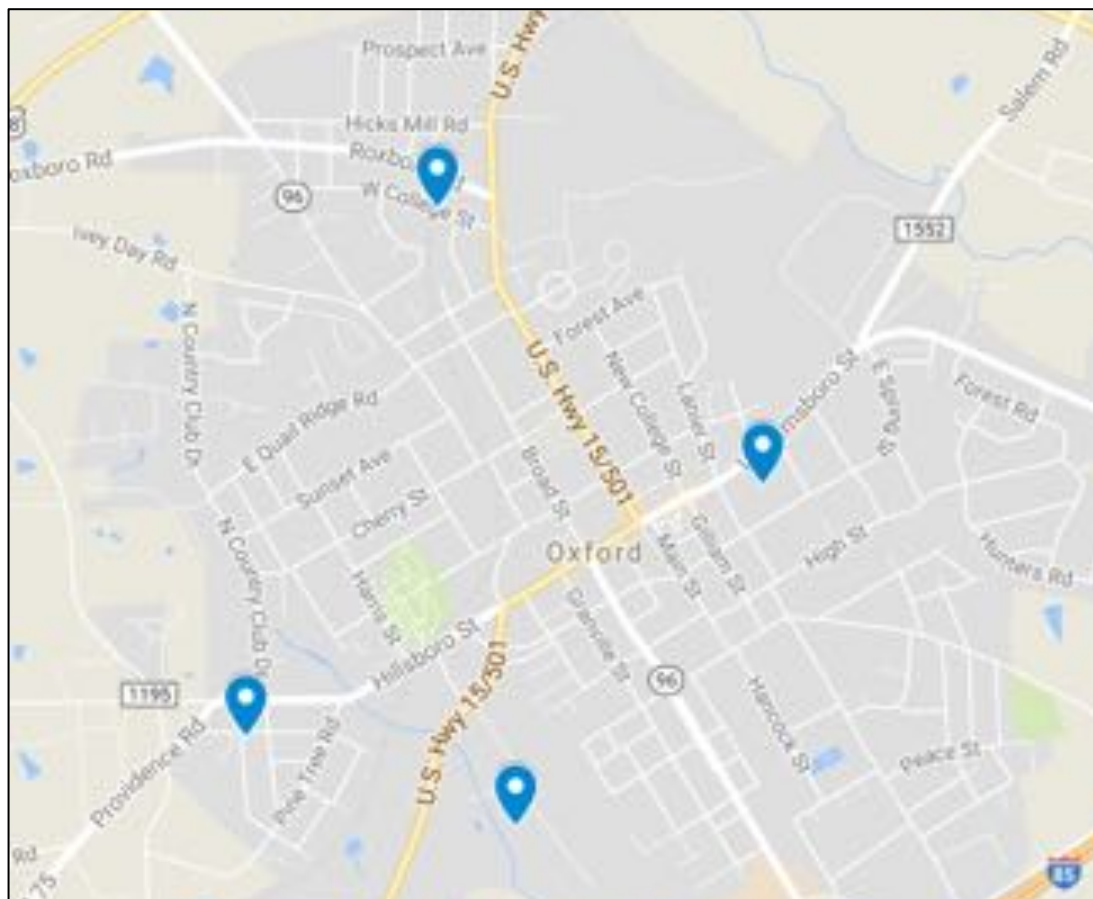 U.S. Hwy
Prospect Ave
Salem Rd
Hicks Mill Rd
Rd
96
W College St
1552
Ivey Day Rd
N Country Club Dr
Forest Ave
U.S. Hwy 15/501
New College St
Lanier St
E Spring St
Forest Rd
E Quail Ridge Rd
Sunset Ave
Broad St
Cherry St
N Country Club Dr
Harris St
Oxford
Main St
Gilliam St
High St
Hunters Rd
Granville St
Hillsboro St
U.S. Hwy 15/501
96
1195
Hancock St
Providence Rd
Pine Tree Rd
Peace St
Rd
75
85